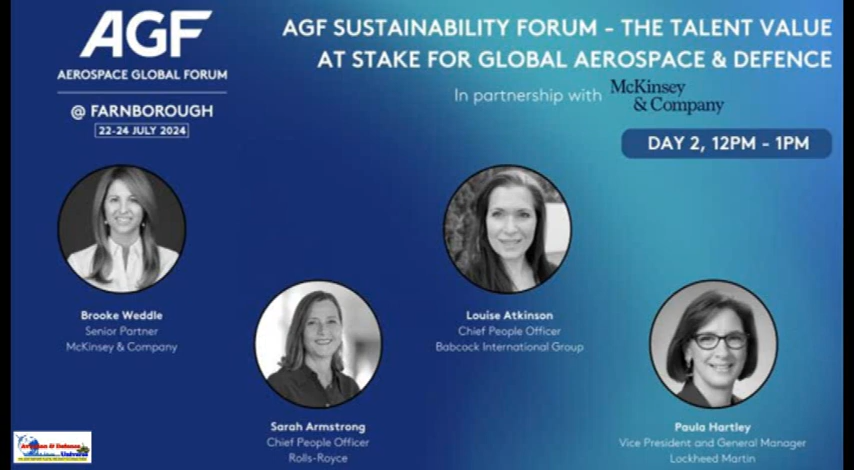 AGF
AEROSPACE GLOBAL FORUM
@ FARNBOROUGH
22-24 JULY 2024
AGF SUSTAINABILITY FORUM - THE TALENT VALUE
AT STAKE FOR GLOBAL AEROSPACE & DEFENCE
In partnership with McKinsey
& Company
DAY 2, 12PM - 1PM
Brooke Weddle
Senior Partner
McKinsey & Company
Sarah Armstrong
Chief People Officer
Rolls-Royce
Louise Atkinson
Chief People Officer
Babcock International Group
Paula Hartley
Vice President and General Manager
Lockheed Martin
& Defence
Universe